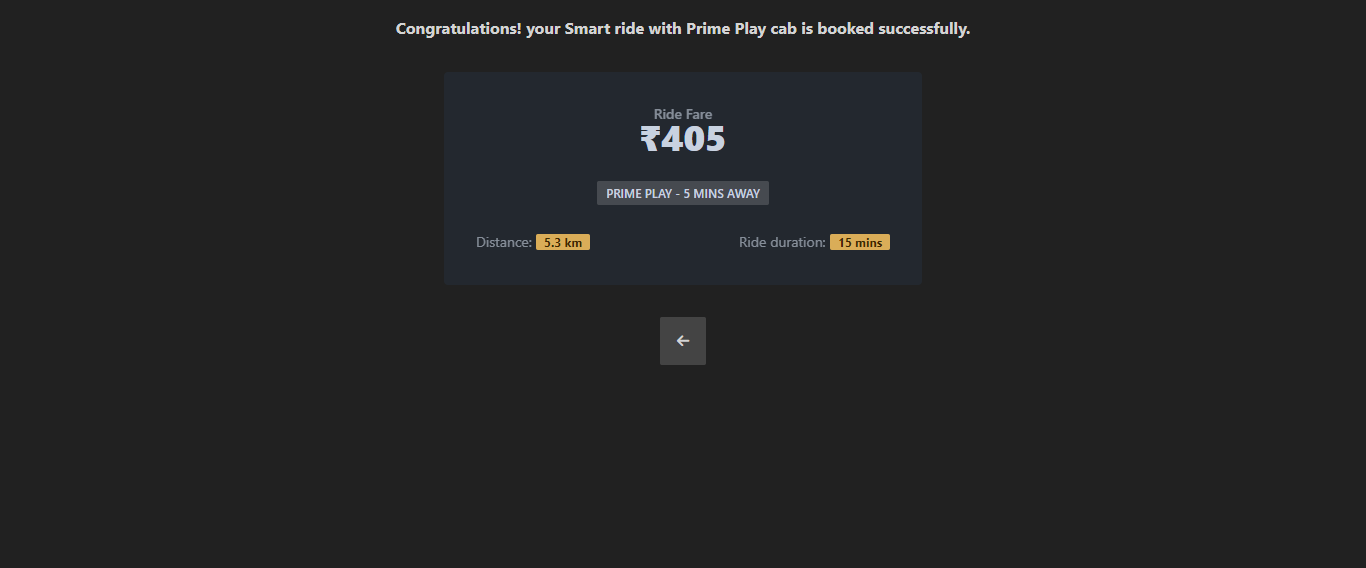 Congratulations! your Smart ride with Prime Play cab is booked successfully.
Ride Fare
₹405
PRIME PLAY - 5 MINS AWAY
Distance: 5.3 km
Ride duration: 15 mins